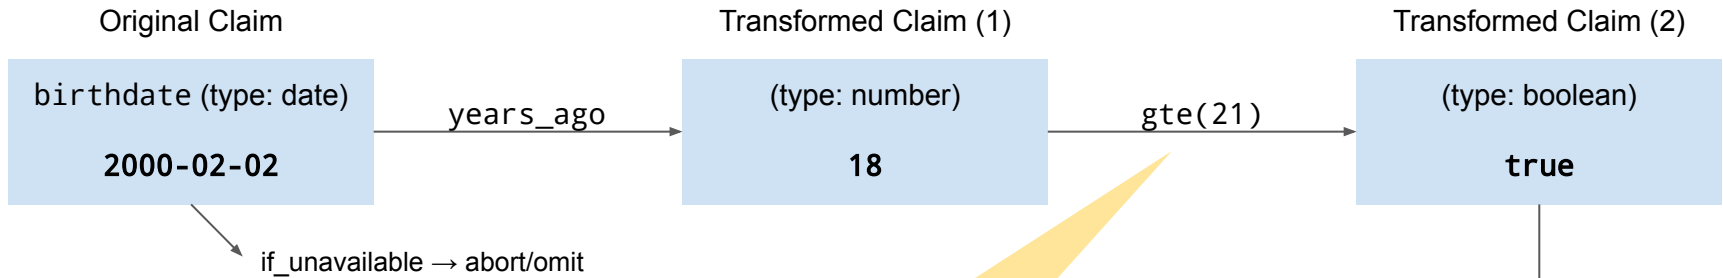 Original Claim
Transformed Claim (1)
Transformed Claim (2)
birthdate (type: date)
2000-02-02
years_ago
(type: number)
18
gte(21)
(type: boolean)
true
if_unavailable → abort/omit